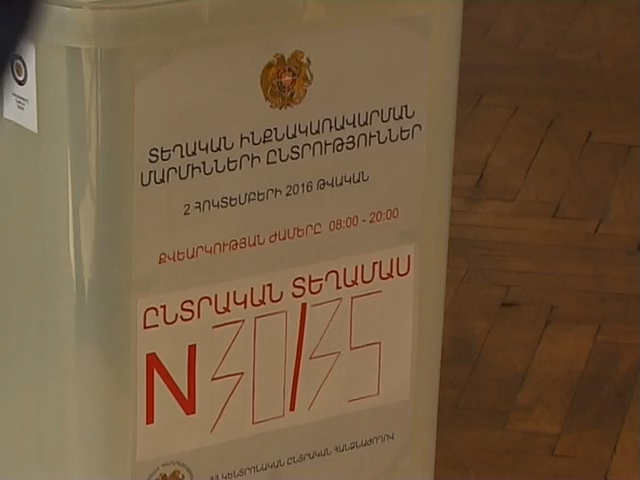 ՏԵՂԱԿԱՆ ԻՆՔՆԱԿԱՌԱՎԱՐՄԱՆ
ՄԱՐՄԻՆՆԵՐԻ ԸՆՏՐՈՒԹՅՈՒՆՆԵՐ
2 ՀՈԿՏԵՄԲԵՐԻ 2016 ԹՎԱԿԱՆ
ՔՎԵԱՐԿՈՒԹՅԱՆ ԺԱՄԵՐԸ 08:00 - 20:00
ԸՆՏՐԱԿԱՆ ՏԵՂԱՄԱՍ
N 30/35
ՀՀ ԿԵՆՏՐՈՆԱԿԱՆ ԸՆՏՐԱԿԱՆ ՀԱՆՁՆԱԺՈՂՈՎ